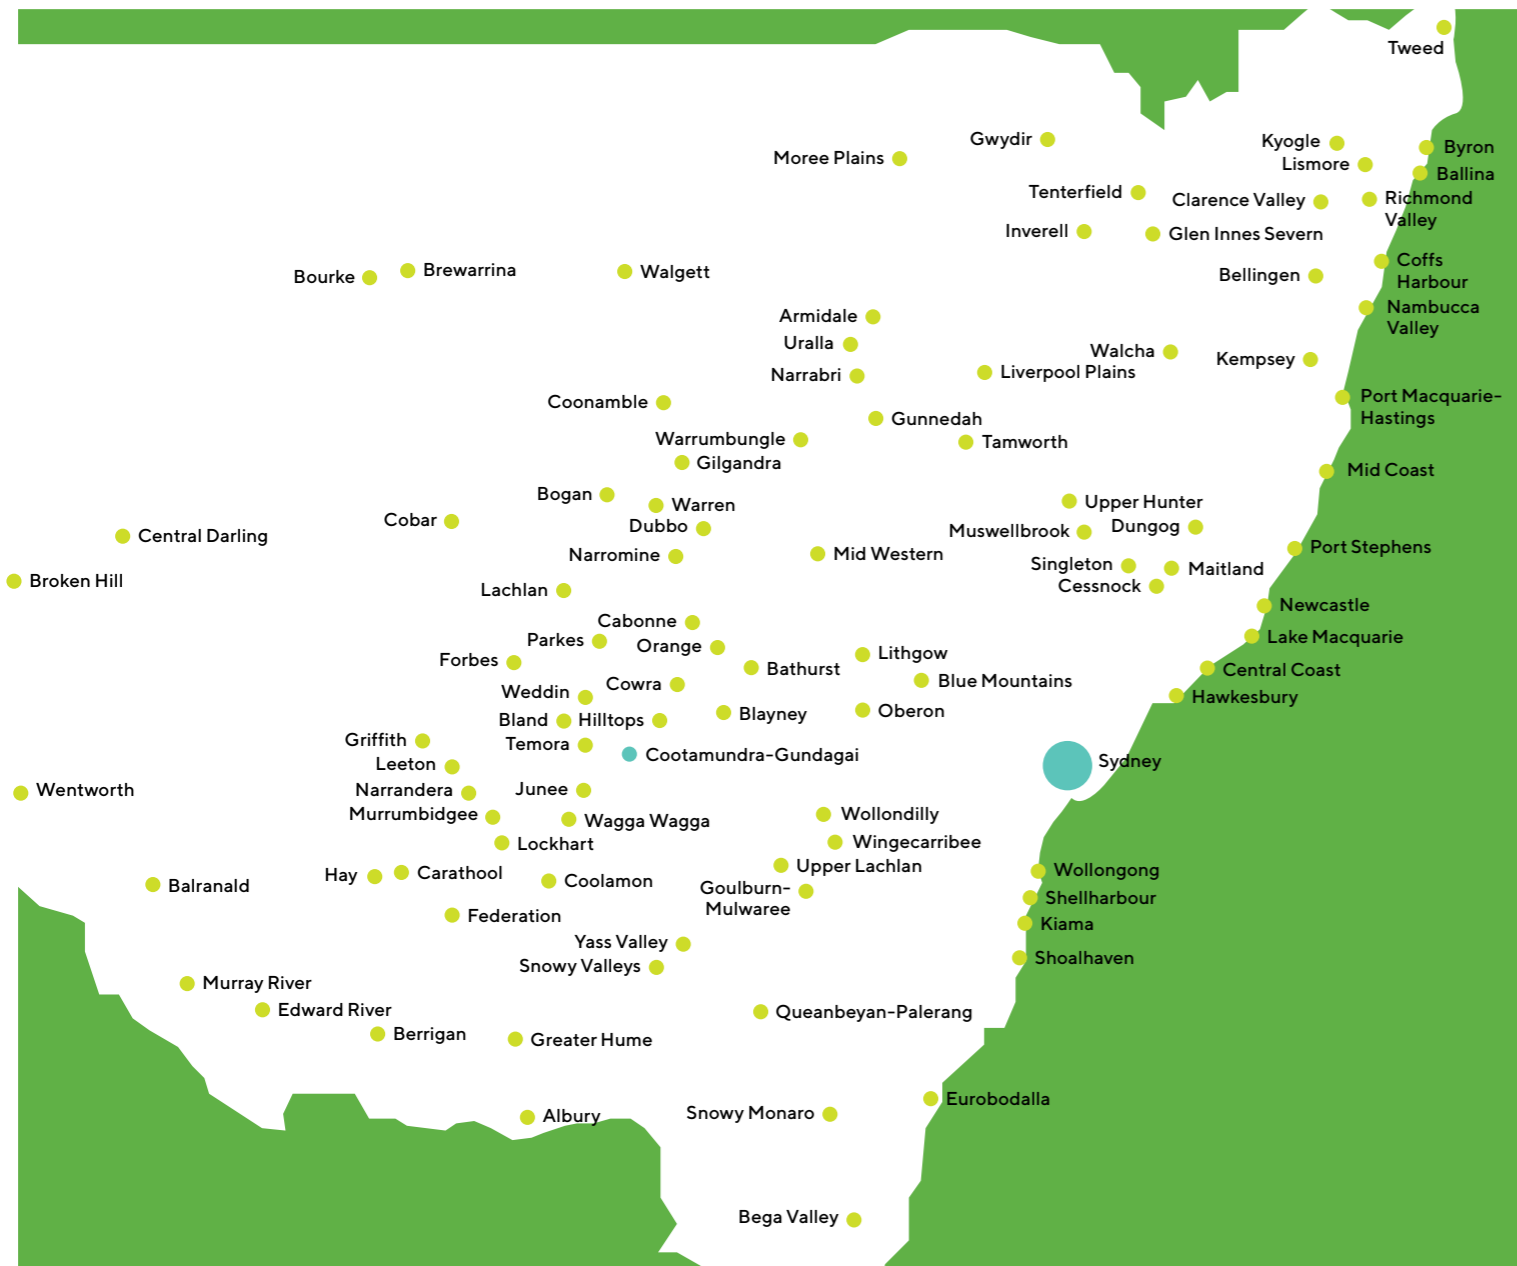 Tweed
Gwydir
Kyogle
Byron
Moree Plains
Lismore
Ballina
Tenterfield
Clarence Valley
Richmond
Valley
Inverell
Glen Innes Severn
Coffs
Harbour
Bourke
Brewarrina
Walgett
Bellingen
Nambucca
Valley
Armidale
Uralla
Walcha
Kempsey
Narrabri
Liverpool Plains
Coonamble
Port Macquarie-
Hastings
Gunnedah
Warrumbungle
Tamworth
Gilgandra
Mid Coast
Bogan
Warren
Upper Hunter
Cobar
Dubbo
Muswellbrook
Dungog
Central Darling
Narromine
Mid Western
Port Stephens
Singleton
Maitland
Broken Hill
Lachlan
Cessnock
Newcastle
Cabonne
Parkes
Orange
Lake Macquarie
Forbes
Bathurst
Lithgow
Central Coast
Weddin
Cowra
Blue Mountains
Hawkesbury
Bland
Hilltops
Blayney
Oberon
Griffith
Temora
Cootamundra-Gundagai
Sydney
Leeton
Wentworth
Narrandera
Junee
Murrumbidgee
Wagga Wagga
Wollondilly
Lockhart
Wingecarribee
Hay
Carathool
Upper Lachlan
Wollongong
Balranald
Coolamon
Goulburn-
Mulwaree
Shellharbour
Federation
Kiama
Yass Valley
Shoalhaven
Snowy Valleys
Murray River
Edward River
Queanbeyan-Palerang
Berrigan
Greater Hume
Eurobodalla
Albury
Snowy Monaro
Bega Valley